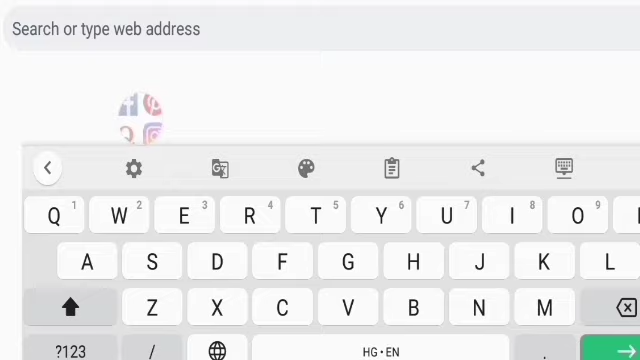 Search or type web address
Q 1 W 2 E 3 R 4 T 5 Y 6 U 7 I 8 O 9
A S D F G H J K L
Z X C V B N M
?123 / HG • EN .